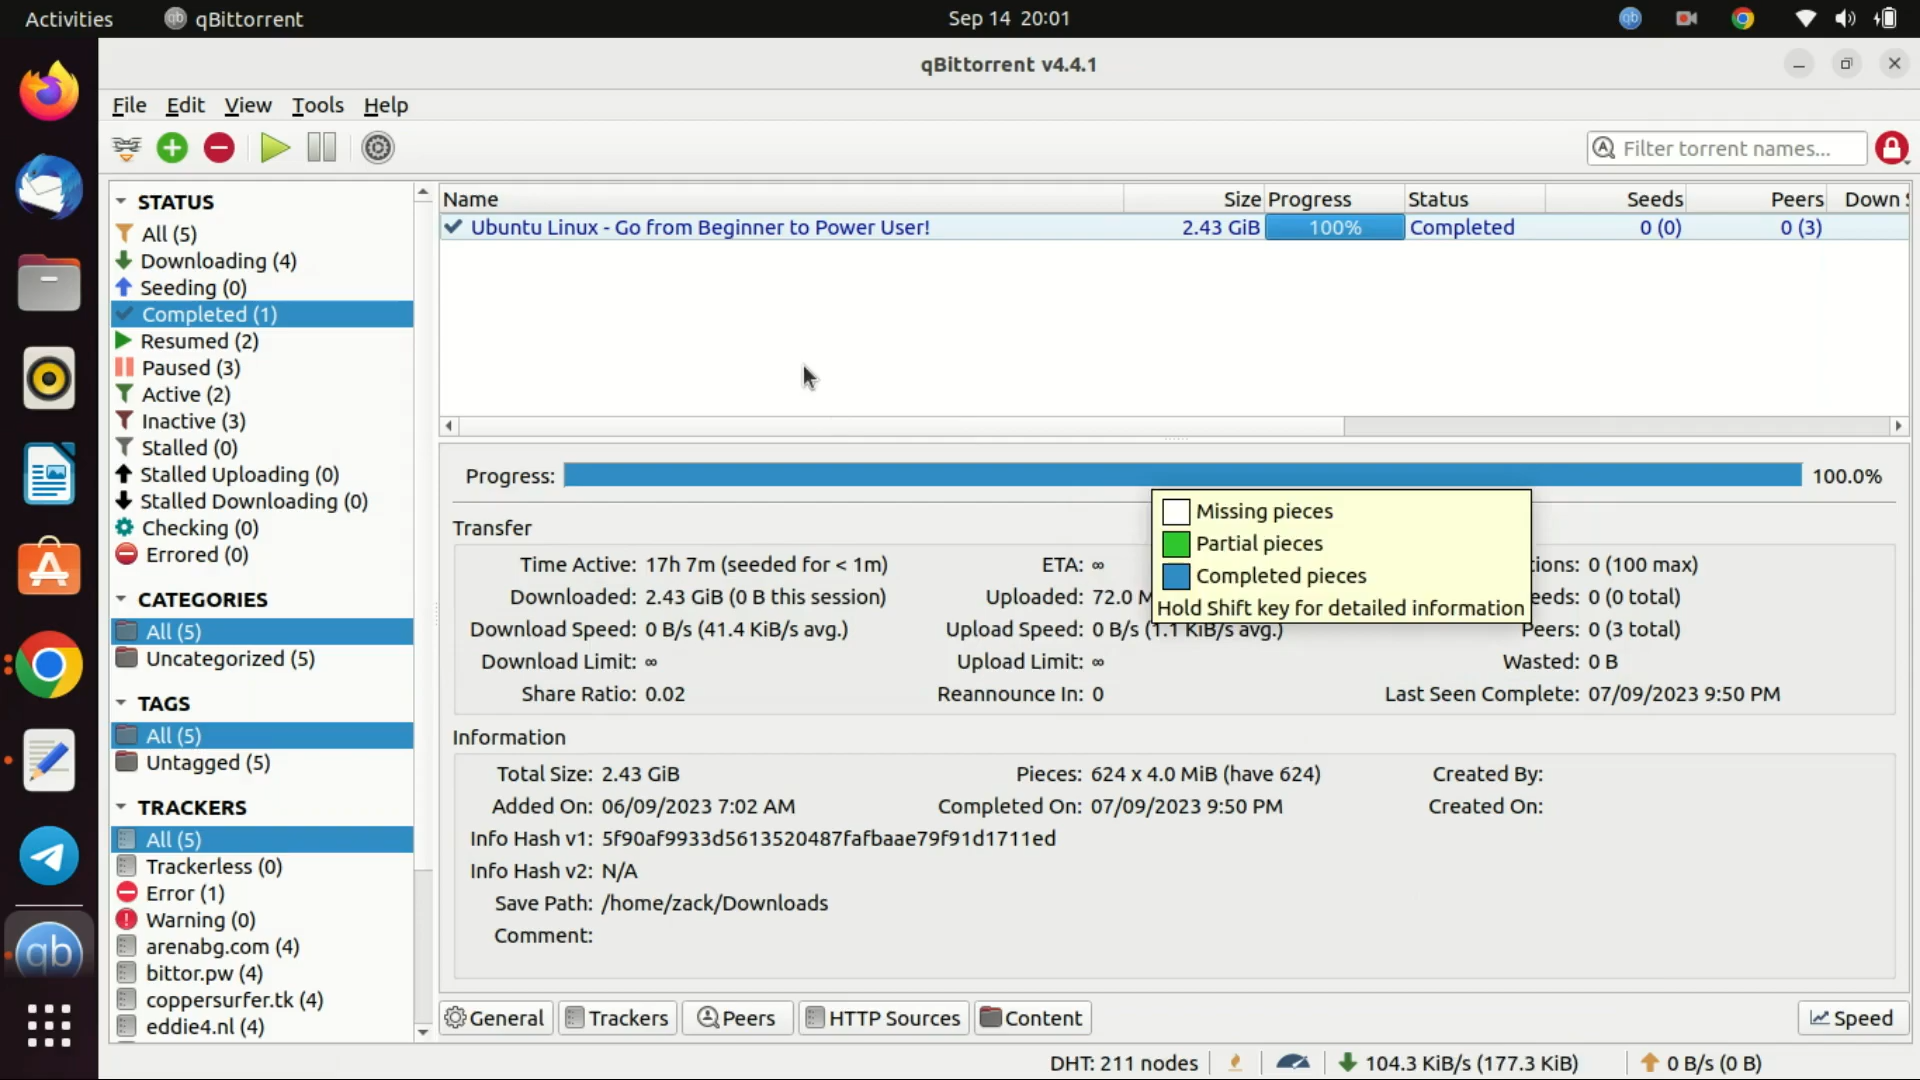 Activities
qBittorrent
Sep 14 20:01
qBittorrent v4.4.1
File Edit View Tools Help
Filter torrent names...
STATUS
All (5)
Downloading (4)
Seeding (0)
Completed (1)
Resumed (2)
Paused (3)
Active (2)
Inactive (3)
Stalled (0)
Stalled Uploading (0)
Stalled Downloading (0)
Checking (0)
Errored (0)
CATEGORIES
All (5)
Uncategorized (5)
TAGS
All (5)
Untagged (5)
TRACKERS
All (5)
Trackerless (0)
Error (1)
Warning (0)
arenabg.com (4)
bittor.pw (4)
coppersurfer.tk (4)
eddie4.nl (4)
Name Size Progress Status Seeds Peers Down
Ubuntu Linux - Go from Beginner to Power User! 2.43 GiB 100% Completed 0 (0) 0 (3)
Progress: 100.0%
Missing pieces
Partial pieces
Completed pieces
Hold Shift key for detailed information
Transfer
Time Active: 17h 7m (seeded for < 1m) ETA: ∞ tions: 0 (100 max)
Downloaded: 2.43 GiB (0 B this session) Uploaded: 72.0 M eeds: 0 (0 total)
Download Speed: 0 B/s (41.4 KiB/s avg.) Upload Speed: 0 B/s (1.1 KiB/s avg.) Peers: 0 (3 total)
Download Limit: ∞ Upload Limit: ∞ Wasted: 0 B
Share Ratio: 0.02 Reannounce In: 0 Last Seen Complete: 07/09/2023 9:50 PM
Information
Total Size: 2.43 GiB Pieces: 624 x 4.0 MiB (have 624) Created By:
Added On: 06/09/2023 7:02 AM Completed On: 07/09/2023 9:50 PM Created On:
Info Hash v1: 5f90af9933d5613520487fafbaae79f91d1711ed
Info Hash v2: N/A
Save Path: /home/zack/Downloads
Comment:
General Trackers Peers HTTP Sources Content Speed
DHT: 211 nodes 104.3 KiB/s (177.3 KiB) 0 B/s (0 B)